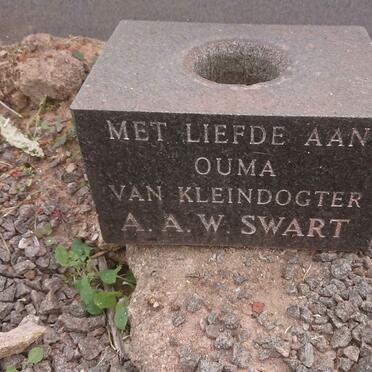 MET LIEFDE AAN
OUMA
VAN KLEINDOGTER
A. A. W. SWART